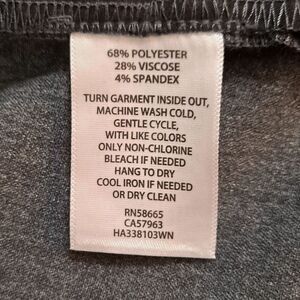 68% POLYESTER
28% VISCOSE
4% SPANDEX
TURN GARMENT INSIDE OUT,
MACHINE WASH COLD,
GENTLE CYCLE,
WITH LIKE COLORS
ONLY NON-CHLORINE
BLEACH IF NEEDED
HANG TO DRY
COOL IRON IF NEEDED
OR DRY CLEAN
RN58665
CA57963
HA338103WN